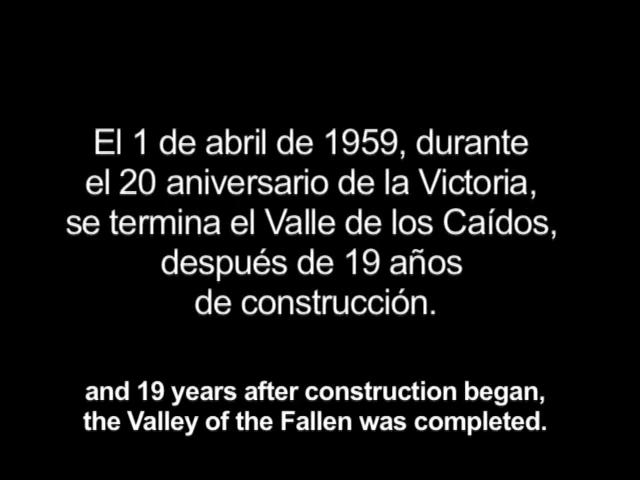 El 1 de abril de 1959, durante
el 20 aniversario de la Victoria,
se termina el Valle de los Caídos,
después de 19 años
de construcción.
and 19 years after construction began,
the Valley of the Fallen was completed.